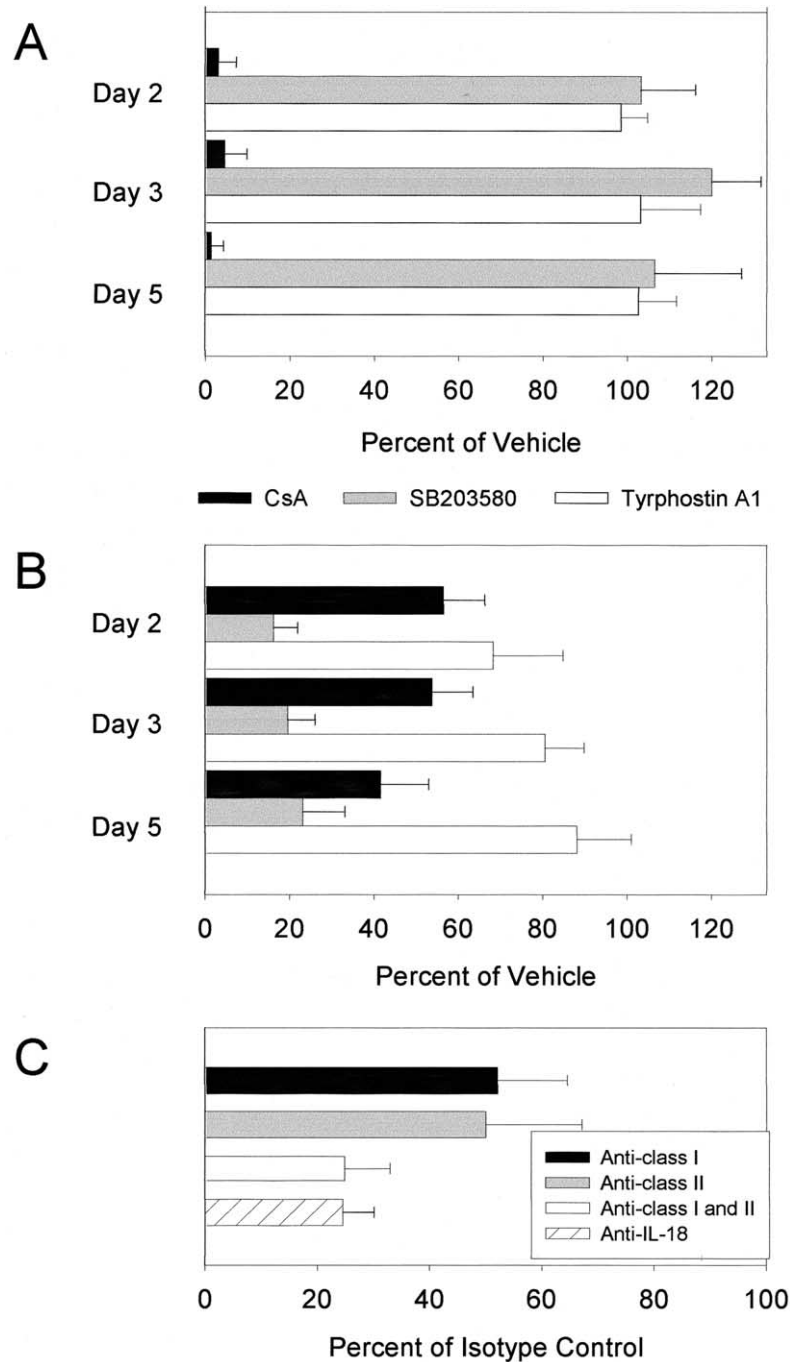 A
Day 2
Day 3
Day 5
0 20 40 60 80 100 120
Percent of Vehicle
CsA SB203580 Tyrphostin A1
B
Day 2
Day 3
Day 5
0 20 40 60 80 100 120
Percent of Vehicle
C
Anti-class I
Anti-class II
Anti-class I and II
Anti-IL-18
0 20 40 60 80 100
Percent of Isotype Control